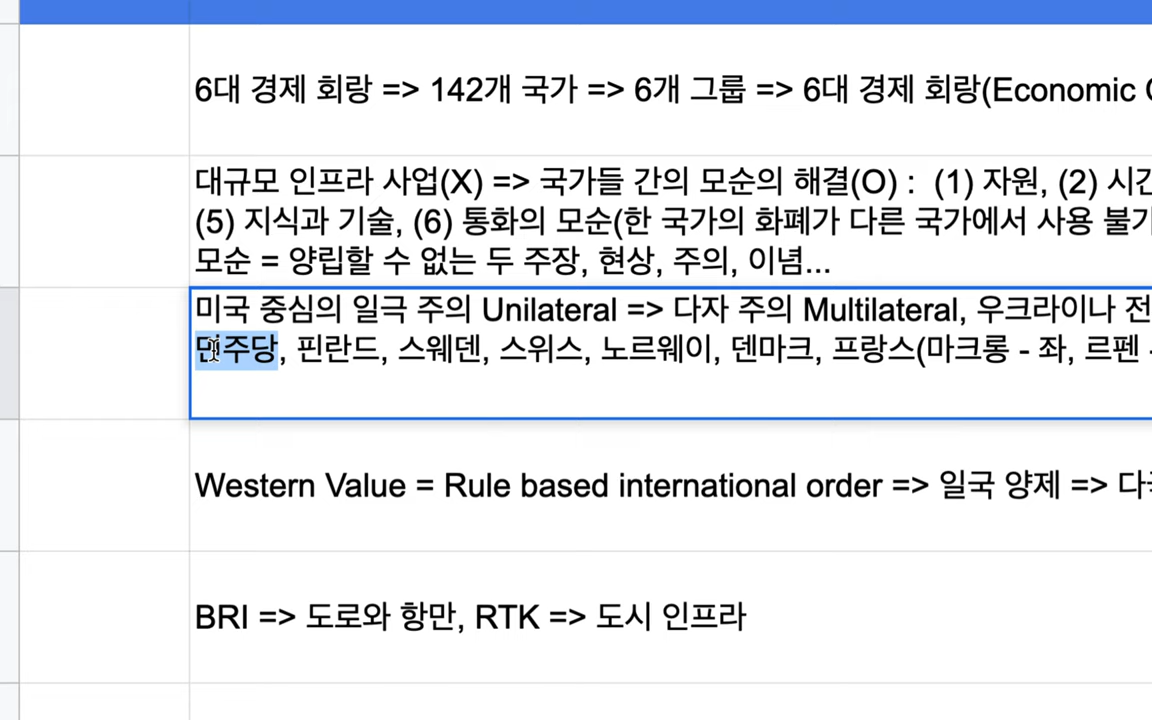 6대 경제 회랑 => 142개 국가 => 6개 그룹 => 6대 경제 회랑(Economic
대규모 인프라 사업(X) => 국가들 간의 모순의 해결(O) : (1) 자원, (2) 시간
(5) 지식과 기술, (6) 통화의 모순(한 국가의 화폐가 다른 국가에서 사용 불가
모순 = 양립할 수 없는 두 주장, 현상, 주의, 이념...
미국 중심의 일극 주의 Unilateral => 다자 주의 Multilateral, 우크라이나 전
민주당, 핀란드, 스웨덴, 스위스, 노르웨이, 덴마크, 프랑스(마크롱 - 좌, 르펜 -
Western Value = Rule based international order => 일국 양제 => 다국
BRI => 도로와 항만, RTK => 도시 인프라